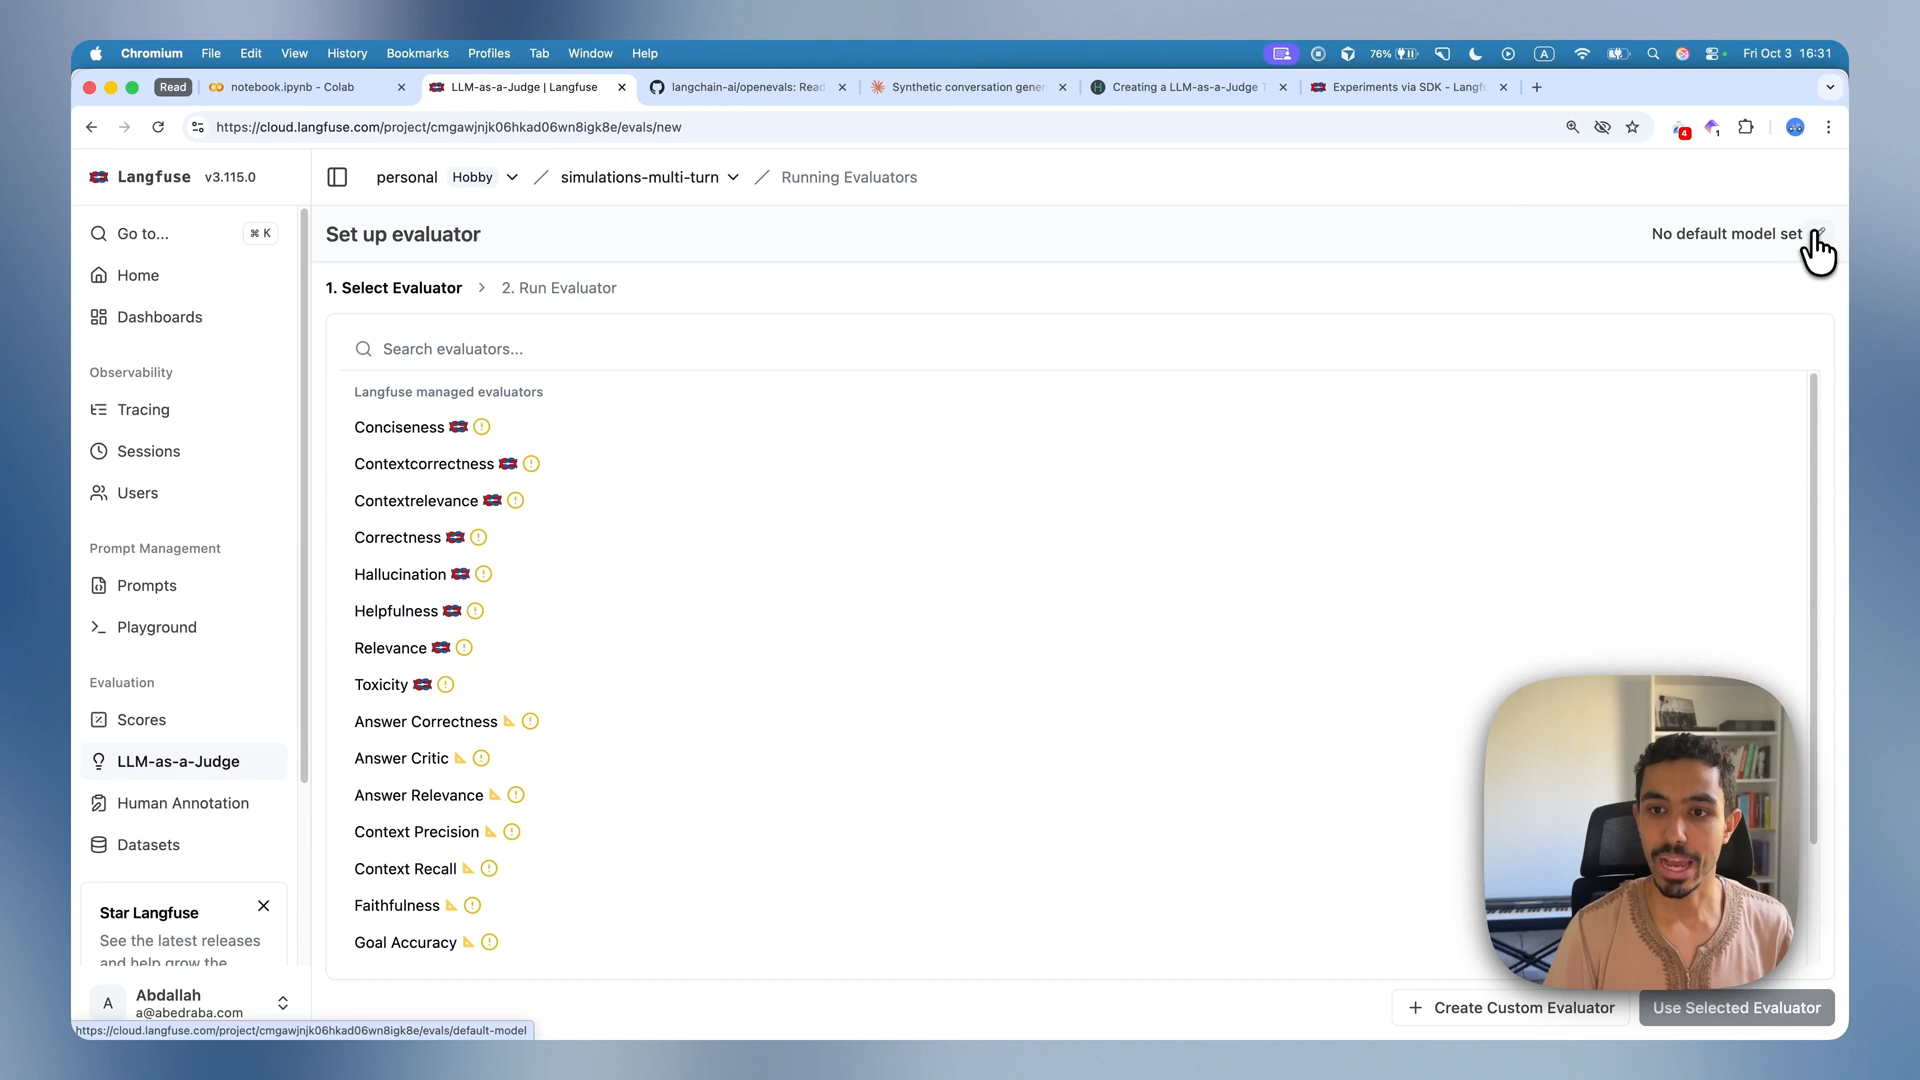 Chromium File Edit View History Bookmarks Profiles Tab Window Help 76% A Fri Oct 3 16:31
Read notebook.ipynb - Colab LLM-as-a-Judge | Langfuse langchain-ai/openevals: Read Synthetic conversation gener Creating a LLM-as-a-Judge Experiments via SDK - Langf
https://cloud.langfuse.com/project/cmgawjnjk06hkad06wn8igk8e/evals/new 4 1
Langfuse v3.115.0
personal Hobby simulations-multi-turn Running Evaluators
Go to... ⌘ K
Home
Dashboards
Observability
Tracing
Sessions
Users
Prompt Management
Prompts
Playground
Evaluation
Scores
LLM-as-a-Judge
Human Annotation
Datasets
Star Langfuse
See the latest releases
and help grow the
A Abdallah
a@abedraba.com
https://cloud.langfuse.com/project/cmgawjnjk06hkad06wn8igk8e/evals/default-model
Set up evaluator
No default model set
1. Select Evaluator > 2. Run Evaluator
Search evaluators...
Langfuse managed evaluators
Conciseness
Contextcorrectness
Contextrelevance
Correctness
Hallucination
Helpfulness
Relevance
Toxicity
Answer Correctness
Answer Critic
Answer Relevance
Context Precision
Context Recall
Faithfulness
Goal Accuracy
+ Create Custom Evaluator
Use Selected Evaluator